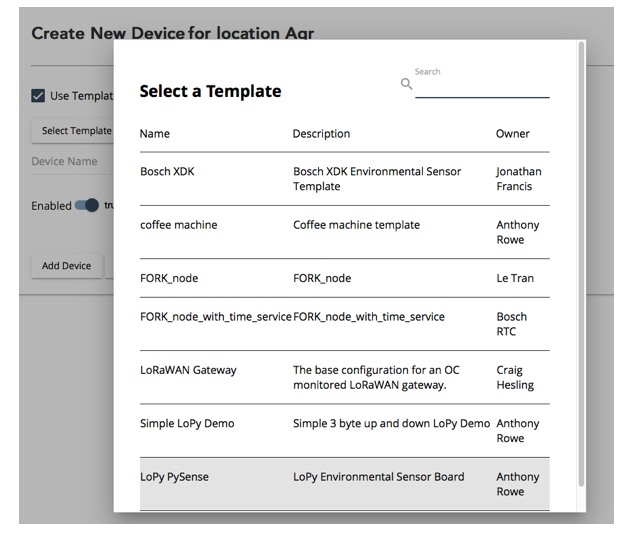 Create New Device for location Agr
Use Templat
Select Template
Device Name
Enabled tru
Add Device
Search
Select a Template
Name Description Owner
Bosch XDK Bosch XDK Environmental Sensor Jonathan
Template Francis
coffee machine Coffee machine template Anthony
Rowe
FORK_node FORK_node Le Tran
FORK_node_with_time_service FORK_node_with_time_service Bosch
RTC
LoRaWAN Gateway The base configuration for an OC Craig
monitored LoRaWAN gateway. Hesling
Simple LoPy Demo Simple 3 byte up and down LoPy Demo Anthony
Rowe
LoPy PySense LoPy Environmental Sensor Board Anthony
Rowe